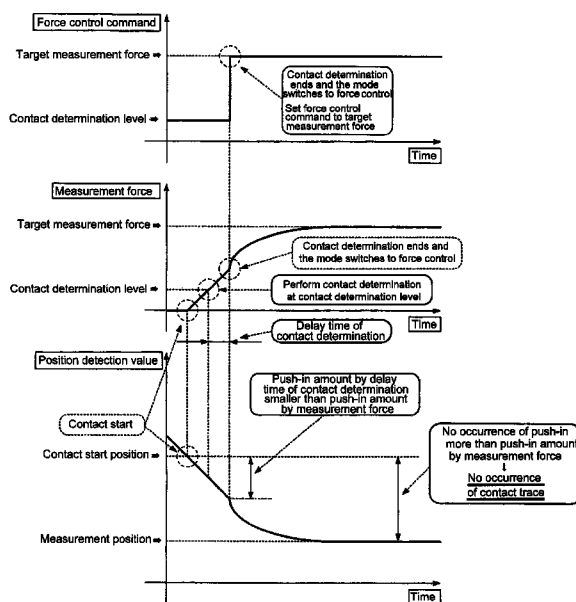 Force control command
Target measurement force
Contact determination
ends and the mode
switches to force control
Set force control
command to target
measurement force
Contact determination level
Time
Measurement force
Target measurement force
Contact determination ends and
the mode switches to force control
Contact determination level
Perform contact determination
at contact determination level
Delay time of
contact determination
Time
Position detection value
Push-in amount by delay
time of contact determination
smaller than push-in amount
by measurement force
Contact start
No occurrence of push-in
more than push-in amount
by measurement force
↓
No occurrence
of contact trace
Contact start position
Measurement position
Time